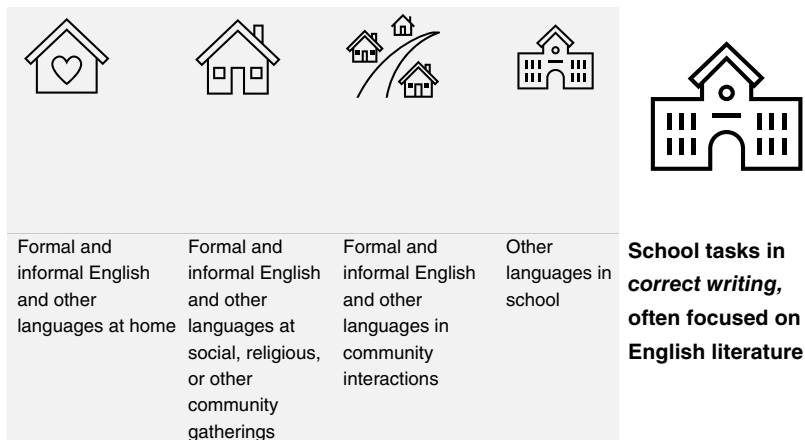 Formal and
informal English
and other
languages at home
Formal and
informal English
and other
languages at
social, religious,
or other
community
gatherings
Formal and
informal English
and other
languages in
community
interactions
Other
languages in
school
School tasks in
correct writing,
often focused on
English literature